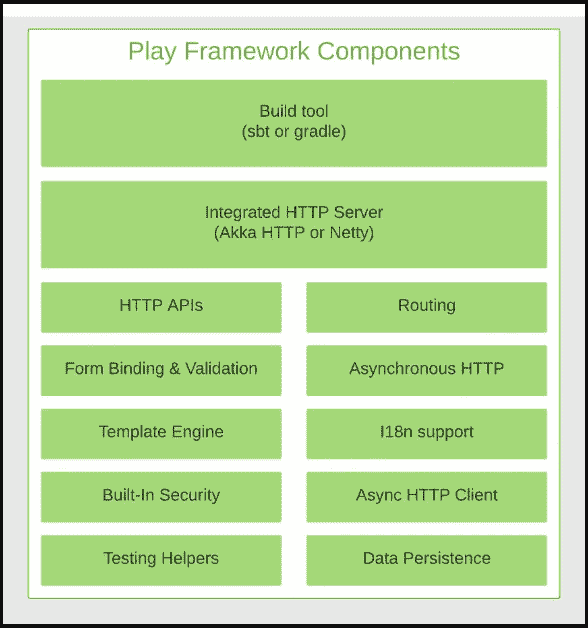 Play Framework Components
Build tool
(sbt or gradle)
Integrated HTTP Server
(Akka HTTP or Netty)
HTTP APIs
Routing
Form Binding & Validation
Asynchronous HTTP
Template Engine
I18n support
Built-In Security
Async HTTP Client
Testing Helpers
Data Persistence